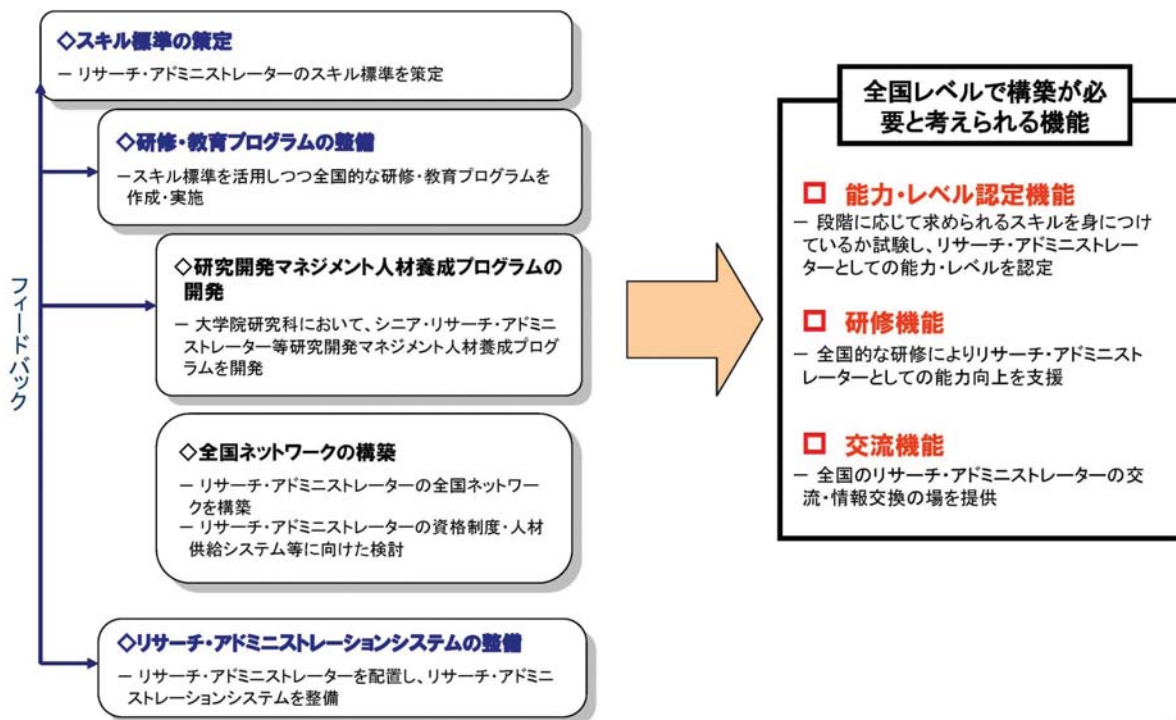 ◇スキル標準の策定
－ リサーチ・アドミニストレーターのスキル標準を策定
◇研修・教育プログラムの整備
－スキル標準を活用しつつ全国的な研修・教育プログラムを
作成・実施
◇研究開発マネジメント人材養成プログラムの
開発
－ 大学院研究科において、シニア・リサーチ・アドミニ
ストレーター等研究開発マネジメント人材養成プログ
ラムを開発
フィードバック
◇全国ネットワークの構築
－ リサーチ・アドミニストレーターの全国ネットワー
クを構築
－ リサーチ・アドミニストレーターの資格制度・人材
供給システム等に向けた検討
◇リサーチ・アドミニストレーションシステムの整備
－ リサーチ・アドミニストレーターを配置し、リサーチ・アドミニ
ストレーションシステムを整備
全国レベルで構築が必
要と考えられる機能
□ 能力・レベル認定機能
－ 段階に応じて求められるスキルを身につけ
ているか試験し、リサーチ・アドミニストレー
ターとしての能力・レベルを認定
□ 研修機能
－ 全国的な研修によりリサーチ・アドミニスト
レーターとしての能力向上を支援
□ 交流機能
－ 全国のリサーチ・アドミニストレーターの交
流・情報交換の場を提供